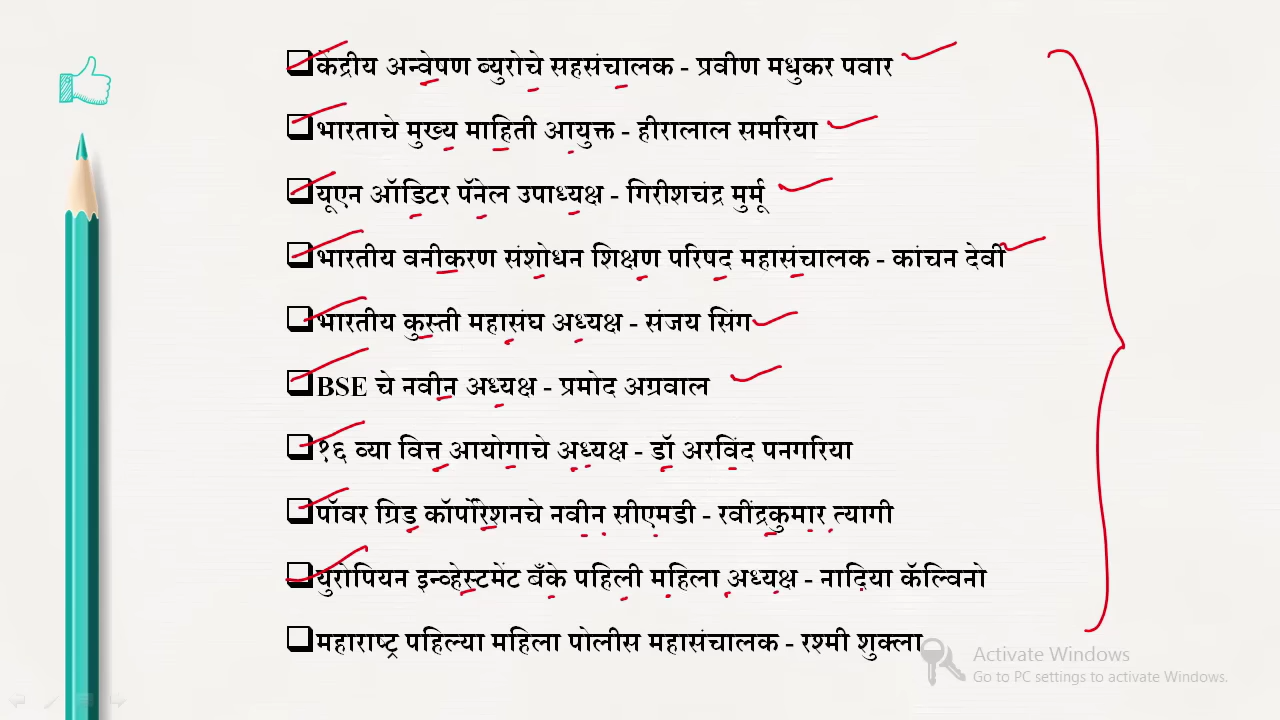 केंद्रीय अन्वेषण ब्युरोचे सहसंचालक - प्रवीण मधुकर पवार
भारताचे मुख्य माहिती आयुक्त - हीरालाल समरिया
यूएन ऑडिटर पॅनेल उपाध्यक्ष - गिरीशचंद्र मुर्मू
भारतीय वनीकरण संशोधन शिक्षण परिषद महासंचालक - कांचन देवी
भारतीय कुस्ती महासंघ अध्यक्ष - संजय सिंग
BSE चे नवीन अध्यक्ष - प्रमोद अग्रवाल
१६ व्या वित्त आयोगाचे अध्यक्ष - डॉ अरविंद पनगरिया
पॉवर ग्रिड कॉर्पोरेशनचे नवीन सीएमडी - रवींद्रकुमार त्यागी
युरोपियन इन्व्हेस्टमेंट बँके पहिली महिला अध्यक्ष - नादिया कॅल्विनो
महाराष्ट्र पहिल्या महिला पोलीस महासंचालक - रश्मी शुक्ला
Activate Windows
Go to PC settings to activate Windows.